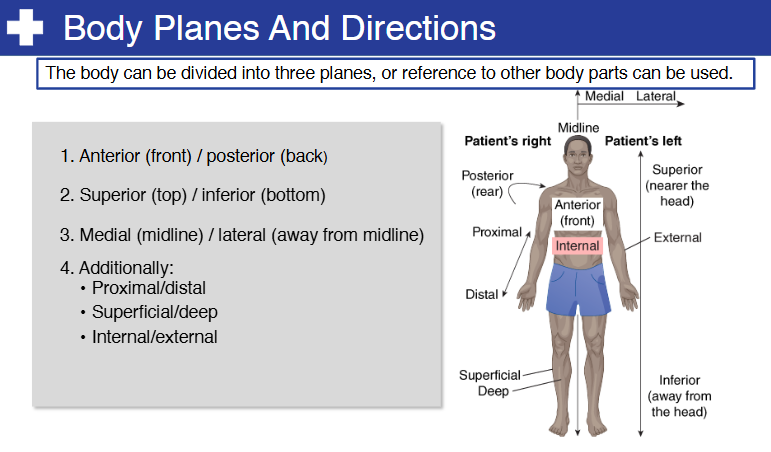 Body Planes And Directions
The body can be divided into three planes, or reference to other body parts can be used.
1. Anterior (front) / posterior (back)
2. Superior (top) / inferior (bottom)
3. Medial (midline) / lateral (away from midline)
4. Additionally:
• Proximal/distal
• Superficial/deep
• Internal/external
Medial Lateral
Midline
Patient's right
Patient's left
Posterior
(rear)
Superior
(nearer the
head)
Anterior
(front)
Proximal
Internal
External
Distal
Superficial
Deep
Inferior
(away from
the head)